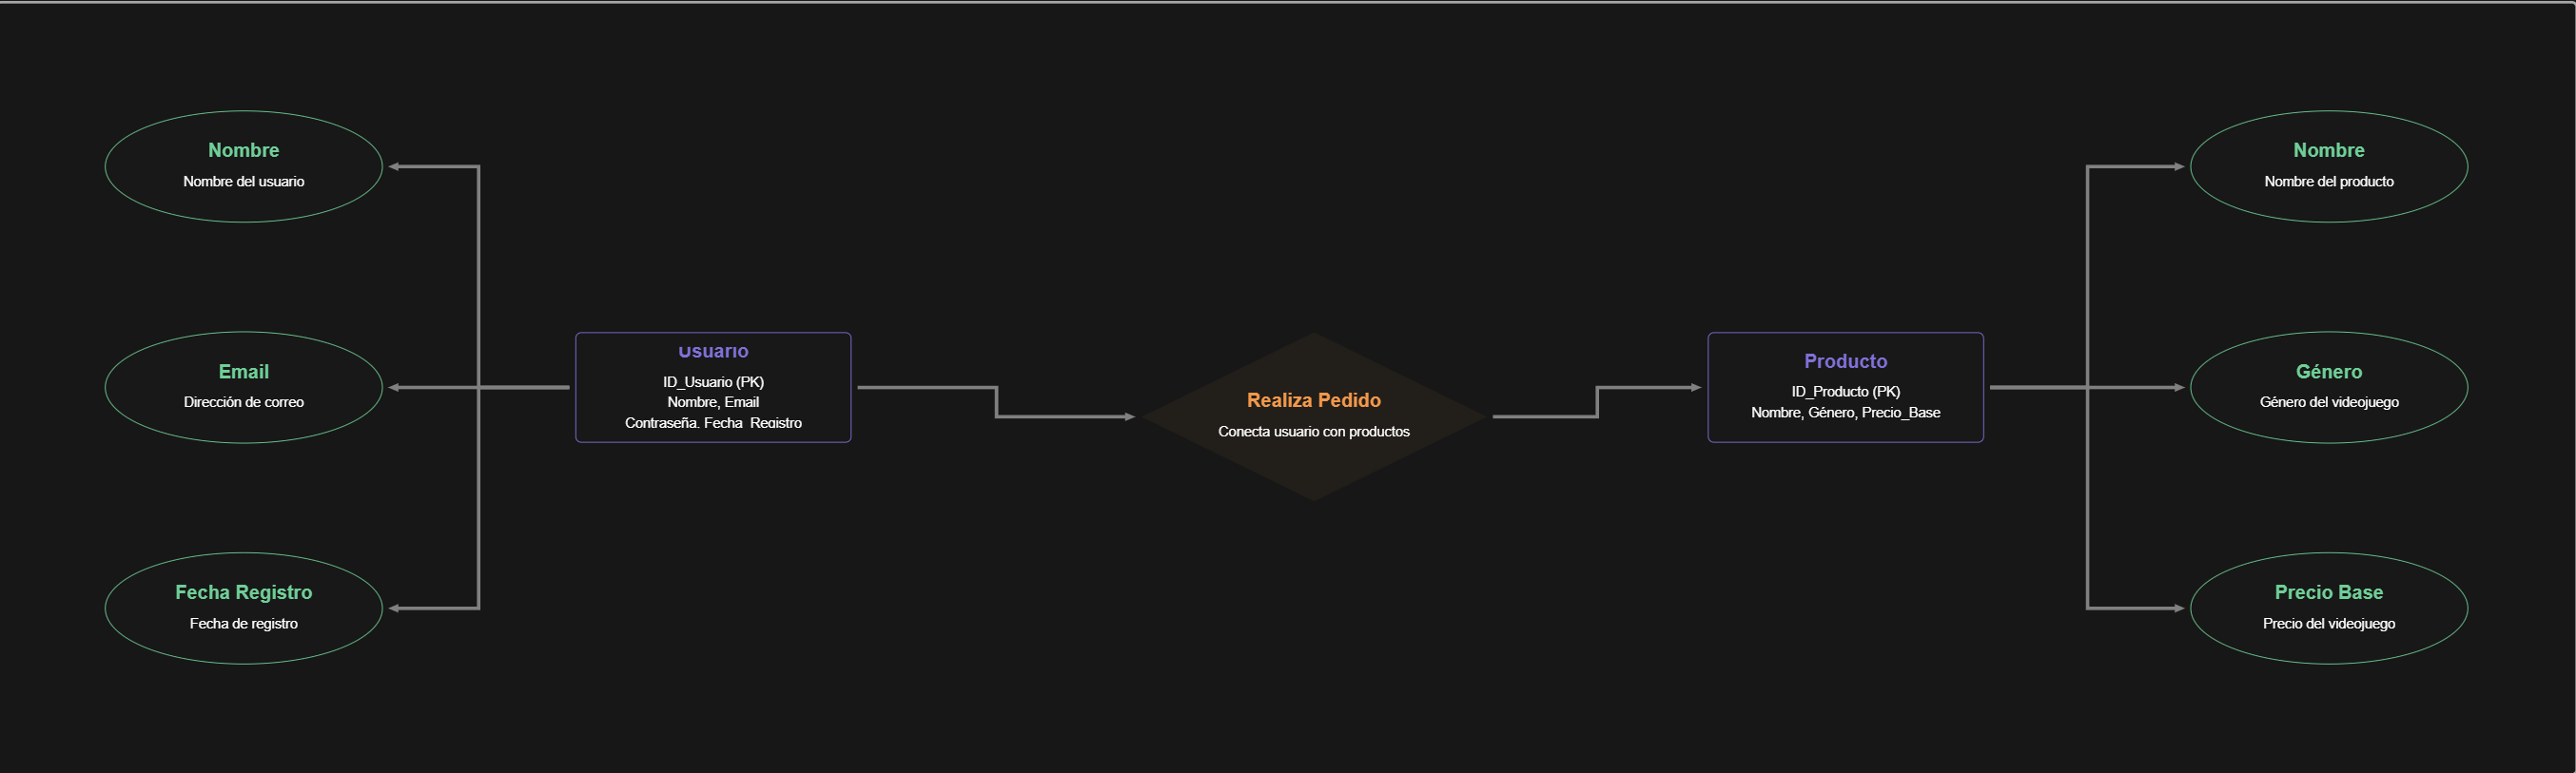 Nombre
Nombre del usuario
Email
Dirección de correo
Fecha Registro
Fecha de registro
Usuario
ID_Usuario (PK)
Nombre, Email
Contraseña, Fecha_Registro
Realiza Pedido
Conecta usuario con productos
Producto
ID_Producto (PK)
Nombre, Género, Precio_Base
Nombre
Nombre del producto
Género
Género del videojuego
Precio Base
Precio del videojuego